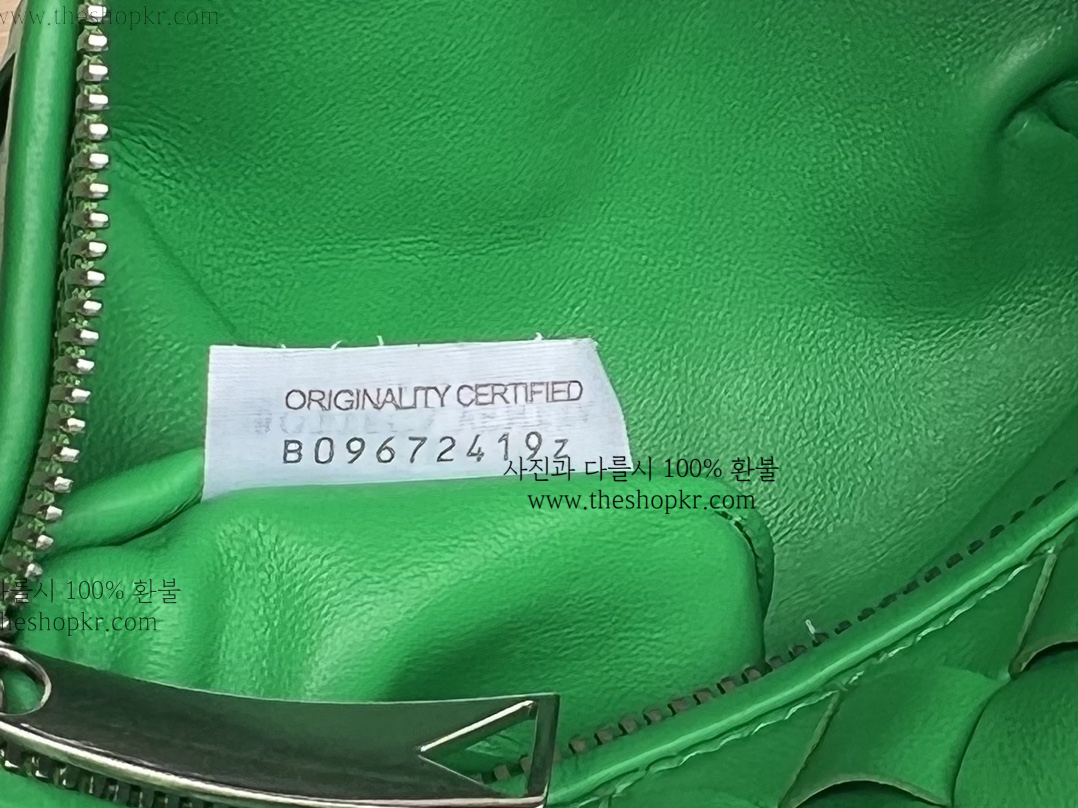 www.theshopkr.com
ORIGINALITY CERTIFIED
B09672419z
사진과 다를시 100% 환불
www.theshopkr.com
다를시 100% 환불
theshopkr.com